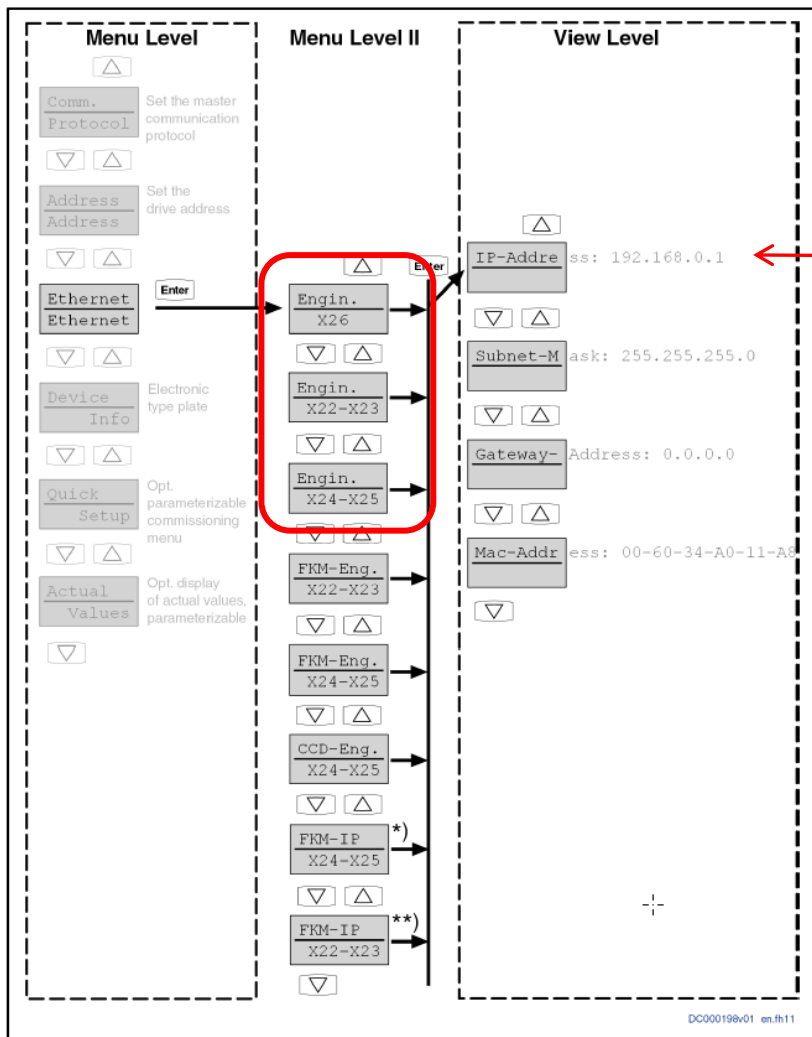 Menu Level
Menu Level II
View Level
Comm.
Protocol
Set the master
communication
protocol
Address
Address
Set the
drive address
Ethernet
Ethernet
Enter
Device
Info
Electronic
type plate
Quick
Setup
Opt.
parameterizable
commissioning
menu
Actual
Values
Opt. display
of actual values,
parameterizable
Enter
Engin.
X26
Engin.
X22-X23
Engin.
X24-X25
FKM-Eng.
X22-X23
FKM-Eng.
X24-X25
CCD-Eng.
X24-X25
FKM-IP *)
X24-X25
FKM-IP **)
X22-X23
IP-Addre ss: 192.168.0.1
Subnet-M ask: 255.255.255.0
Gateway- Address: 0.0.0.0
Mac-Addr ess: 00-60-34-A0-11-A8
DC000198v01 en.fh11